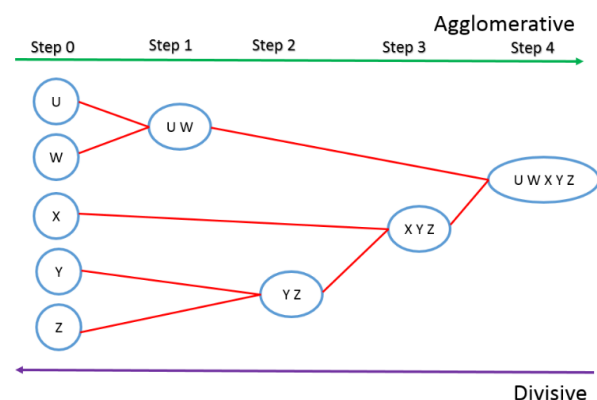 Agglomerative
Step 0 Step 1 Step 2 Step 3 Step 4
U
U W
W
U W X Y Z
X
X Y Z
Y
Y Z
Z
Divisive